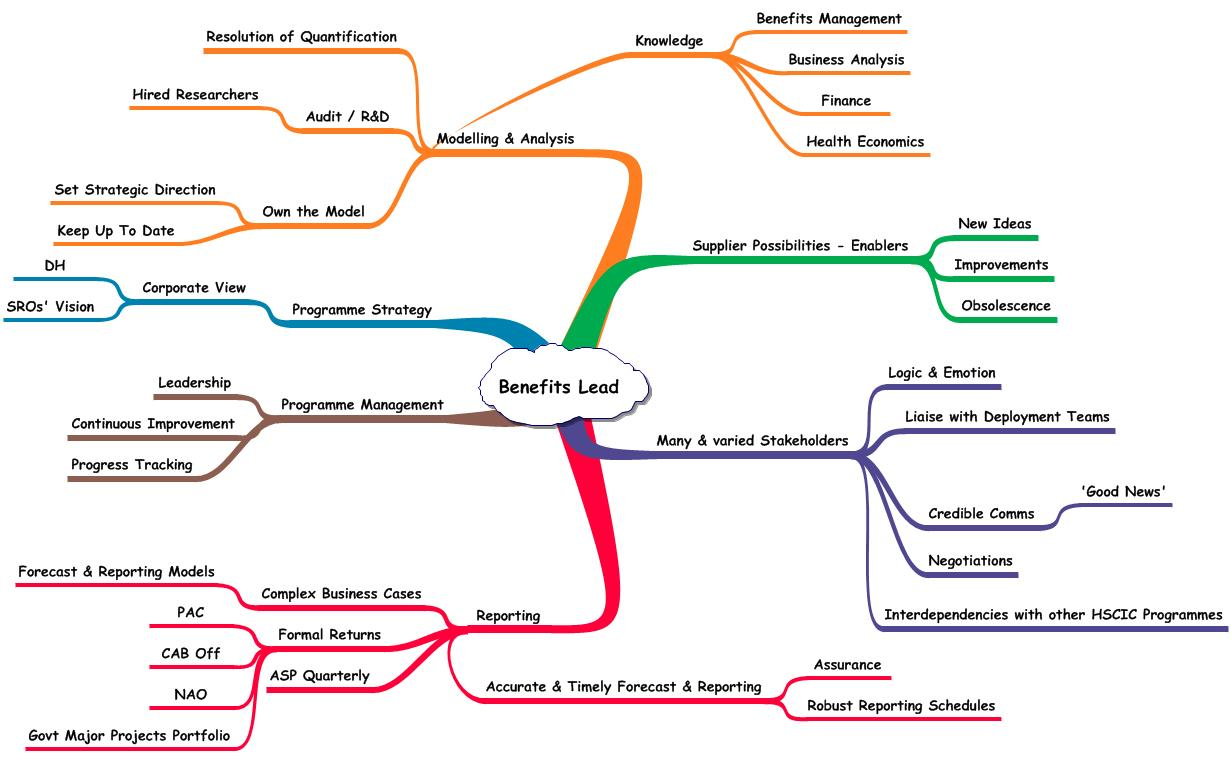 Benefits Management
Resolution of Quantification
Knowledge
Business Analysis
Hired Researchers
Finance
Audit / R&D
Modelling & Analysis
Health Economics
Set Strategic Direction
Own the Model
Keep Up To Date
New Ideas
Supplier Possibilities - Enablers
DH
Improvements
Corporate View
SROs' Vision
Programme Strategy
Obsolescence
Benefits Lead
Leadership
Logic & Emotion
Programme Management
Continuous Improvement
Liaise with Deployment Teams
Many & varied Stakeholders
Progress Tracking
'Good News'
Credible Comms
Negotiations
Forecast & Reporting Models
Complex Business Cases
PAC
Reporting
Interdependencies with other HSCIC Programmes
Formal Returns
CAB Off
ASP Quarterly
Assurance
Accurate & Timely Forecast & Reporting
NAO
Robust Reporting Schedules
Govt Major Projects Portfolio